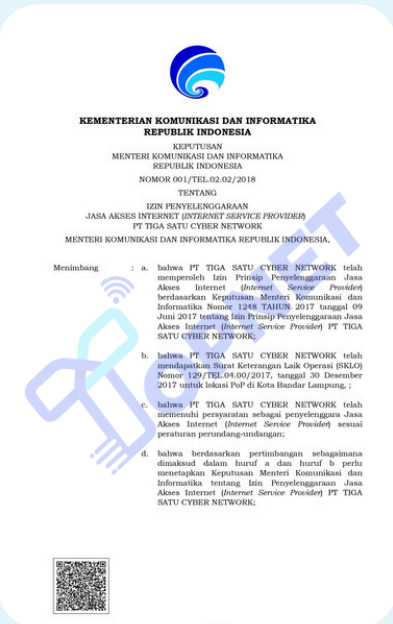 KEMENTERIAN KOMUNIKASI DAN INFORMATIKA
REPUBLIK INDONESIA
KEPUTUSAN
MENTERI KOMUNIKASI DAN INFORMATIKA
REPUBLIK INDONESIA
NOMOR 001/TEL.02.02/2018
TENTANG
IZIN PENYELENGGARAAN
JASA AKSES INTERNET (INTERNET SERVICE PROVIDER)
PT TIGA SATU CYBER NETWORK
MENTERI KOMUNIKASI DAN INFORMATIKA REPUBLIK INDONESIA,
Menimbang : a. bahwa PT TIGA SATU CYBER NETWORK telah
memperoleh Izin Prinsip Penyelenggaraan Jasa
Akses Internet (Internet Service Provider)
berdasarkan Keputusan Menteri Komunikasi dan
Informatika Nomor 1248 TAHUN 2017 tanggal 09
Juni 2017 tentang Izin Prinsip Penyelenggaraan Jasa
Akses Internet (Internet Service Provider) PT TIGA
SATU CYBER NETWORK;
b. bahwa PT TIGA SATU CYBER NETWORK telah
mendapatkan Surat Keterangan Laik Operasi (SKLO)
Nomor 129/TEL.04.00/2017, tanggal 30 Desember
2017 untuk lokasi PoP di Kota Bandar Lampung, ;
c. bahwa PT TIGA SATU CYBER NETWORK telah
memenuhi persyaratan sebagai penyelenggara Jasa
Akses Internet (Internet Service Provider) sesuai
peraturan perundang-undangan;
d. bahwa berdasarkan pertimbangan sebagaimana
dimaksud dalam huruf a dan huruf b perlu
menetapkan Keputusan Menteri Komunikasi dan
Informatika tentang Izin Penyelenggaraan Jasa
Akses Internet (Internet Service Provider) PT TIGA
SATU CYBER NETWORK;